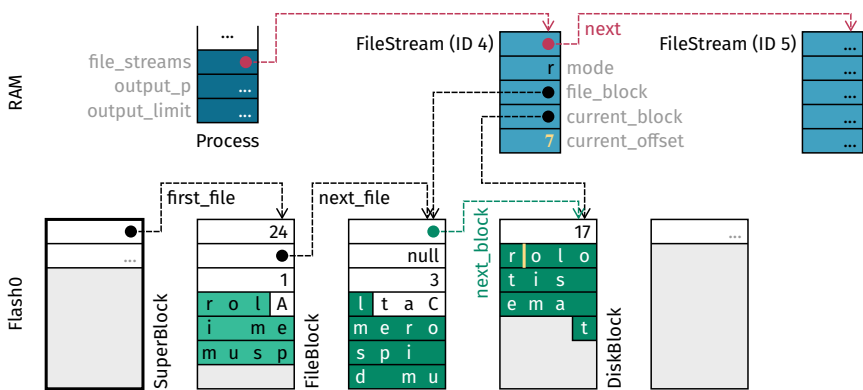 ...
FileStream (ID 4)
next
FileStream (ID 5)
file_streams
...
r
mode
...
output_p
...
file_block
...
output_limit
...
current_block
...
Process
7
current_offset
...
RAM
first_file
next_file
24
17
...
...
null
r o l o
1
3
t i s
r o l A
l t a C
e m a
i m e
m e r o
t
m u s p
s p i
d m u
next_block
Flash0
SuperBlock
FileBlock
DiskBlock